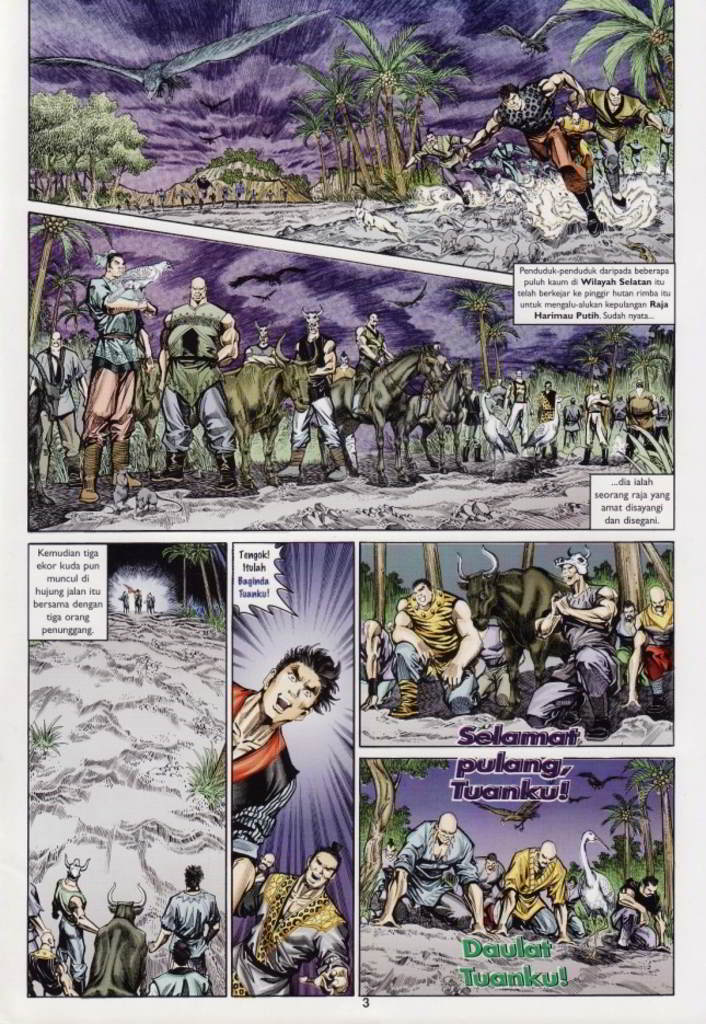 Penduduk-penduduk daripada beberapa
puluh kaum di Wilayah Selatan itu
telah berkejar ke pinggir hutan rimba itu
untuk mengalu-alukan kepulangan Raja
Harimau Putih. Sudah nyata...
...dia ialah
seorang raja yang
amat disayangi
dan disegani.
Kemudian tiga
ekor kuda pun
muncul di
hujung jalan itu
bersama dengan
tiga orang
penunggang.
Tengok!
Itulah
Baginda
Tuanku!
Selamat
pulang,
Tuanku!
Daulat
Tuanku!
3